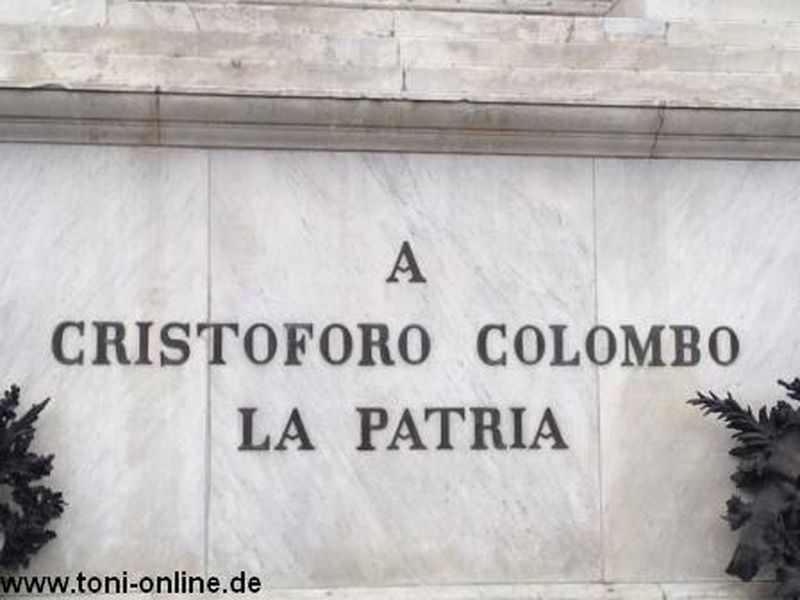 A
CRISTOFORO COLOMBO
LA PATRIA
www.toni-online.de